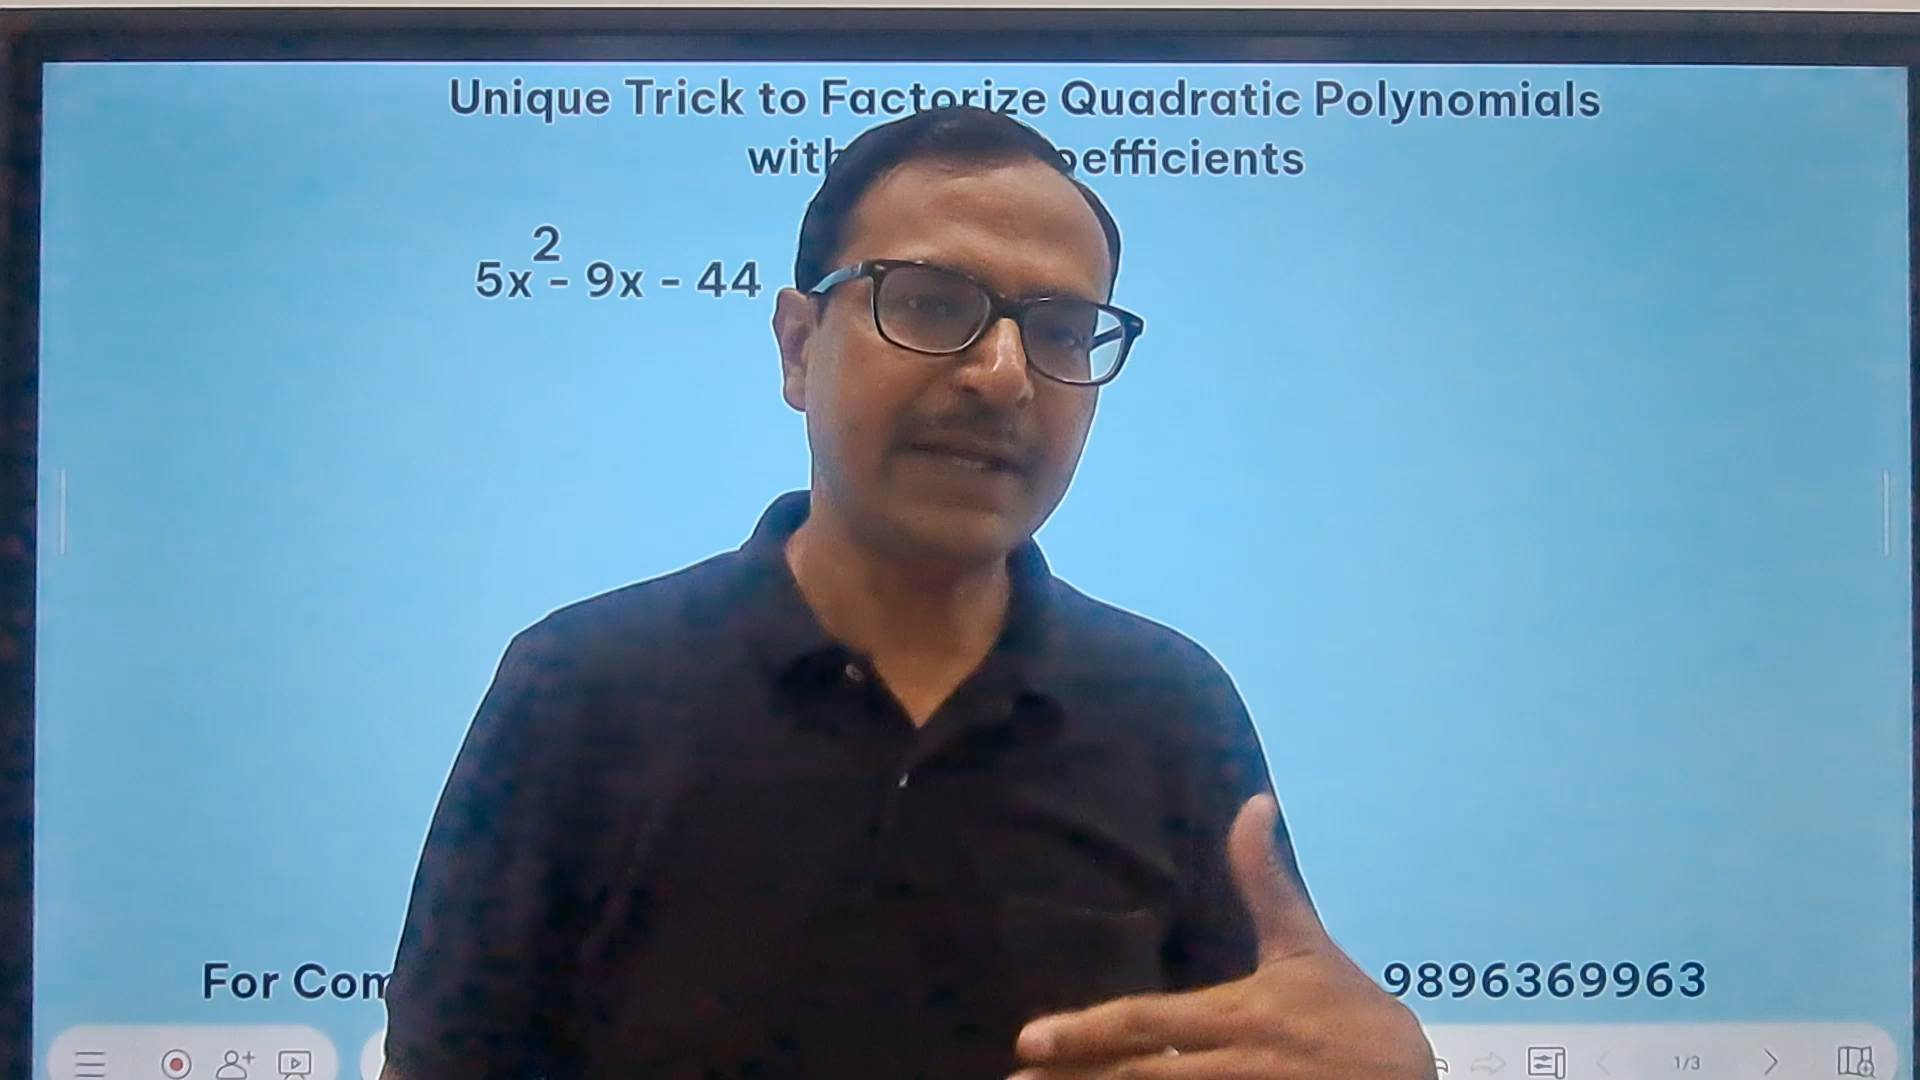 Unique Trick to Factorize Quadratic Polynomials
with efficients
5x² - 9x - 44
For Com 9896369963
1/3